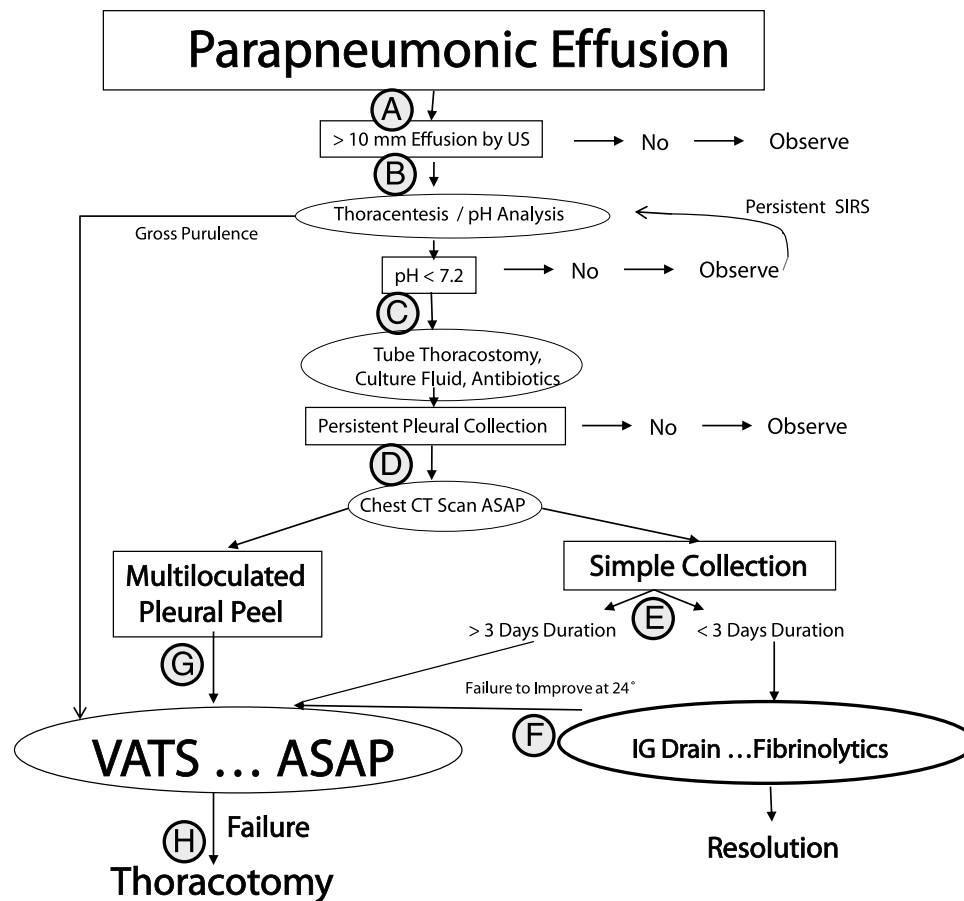 Parapneumonic Effusion
A
> 10 mm Effusion by US
No
Observe
B
Thoracentesis / pH Analysis
Persistent SIRS
Gross Purulence
pH < 7.2
No
Observe
C
Tube Thoracostomy,
Culture Fluid, Antibiotics
Persistent Pleural Collection
No
Observe
D
Chest CT Scan ASAP
Multiloculated
Pleural Peel
Simple Collection
E
> 3 Days Duration
< 3 Days Duration
G
Failure to Improve at 24˚
F
VATS ... ASAP
IG Drain ...Fibrinolytics
H
Failure
Resolution
Thoracotomy